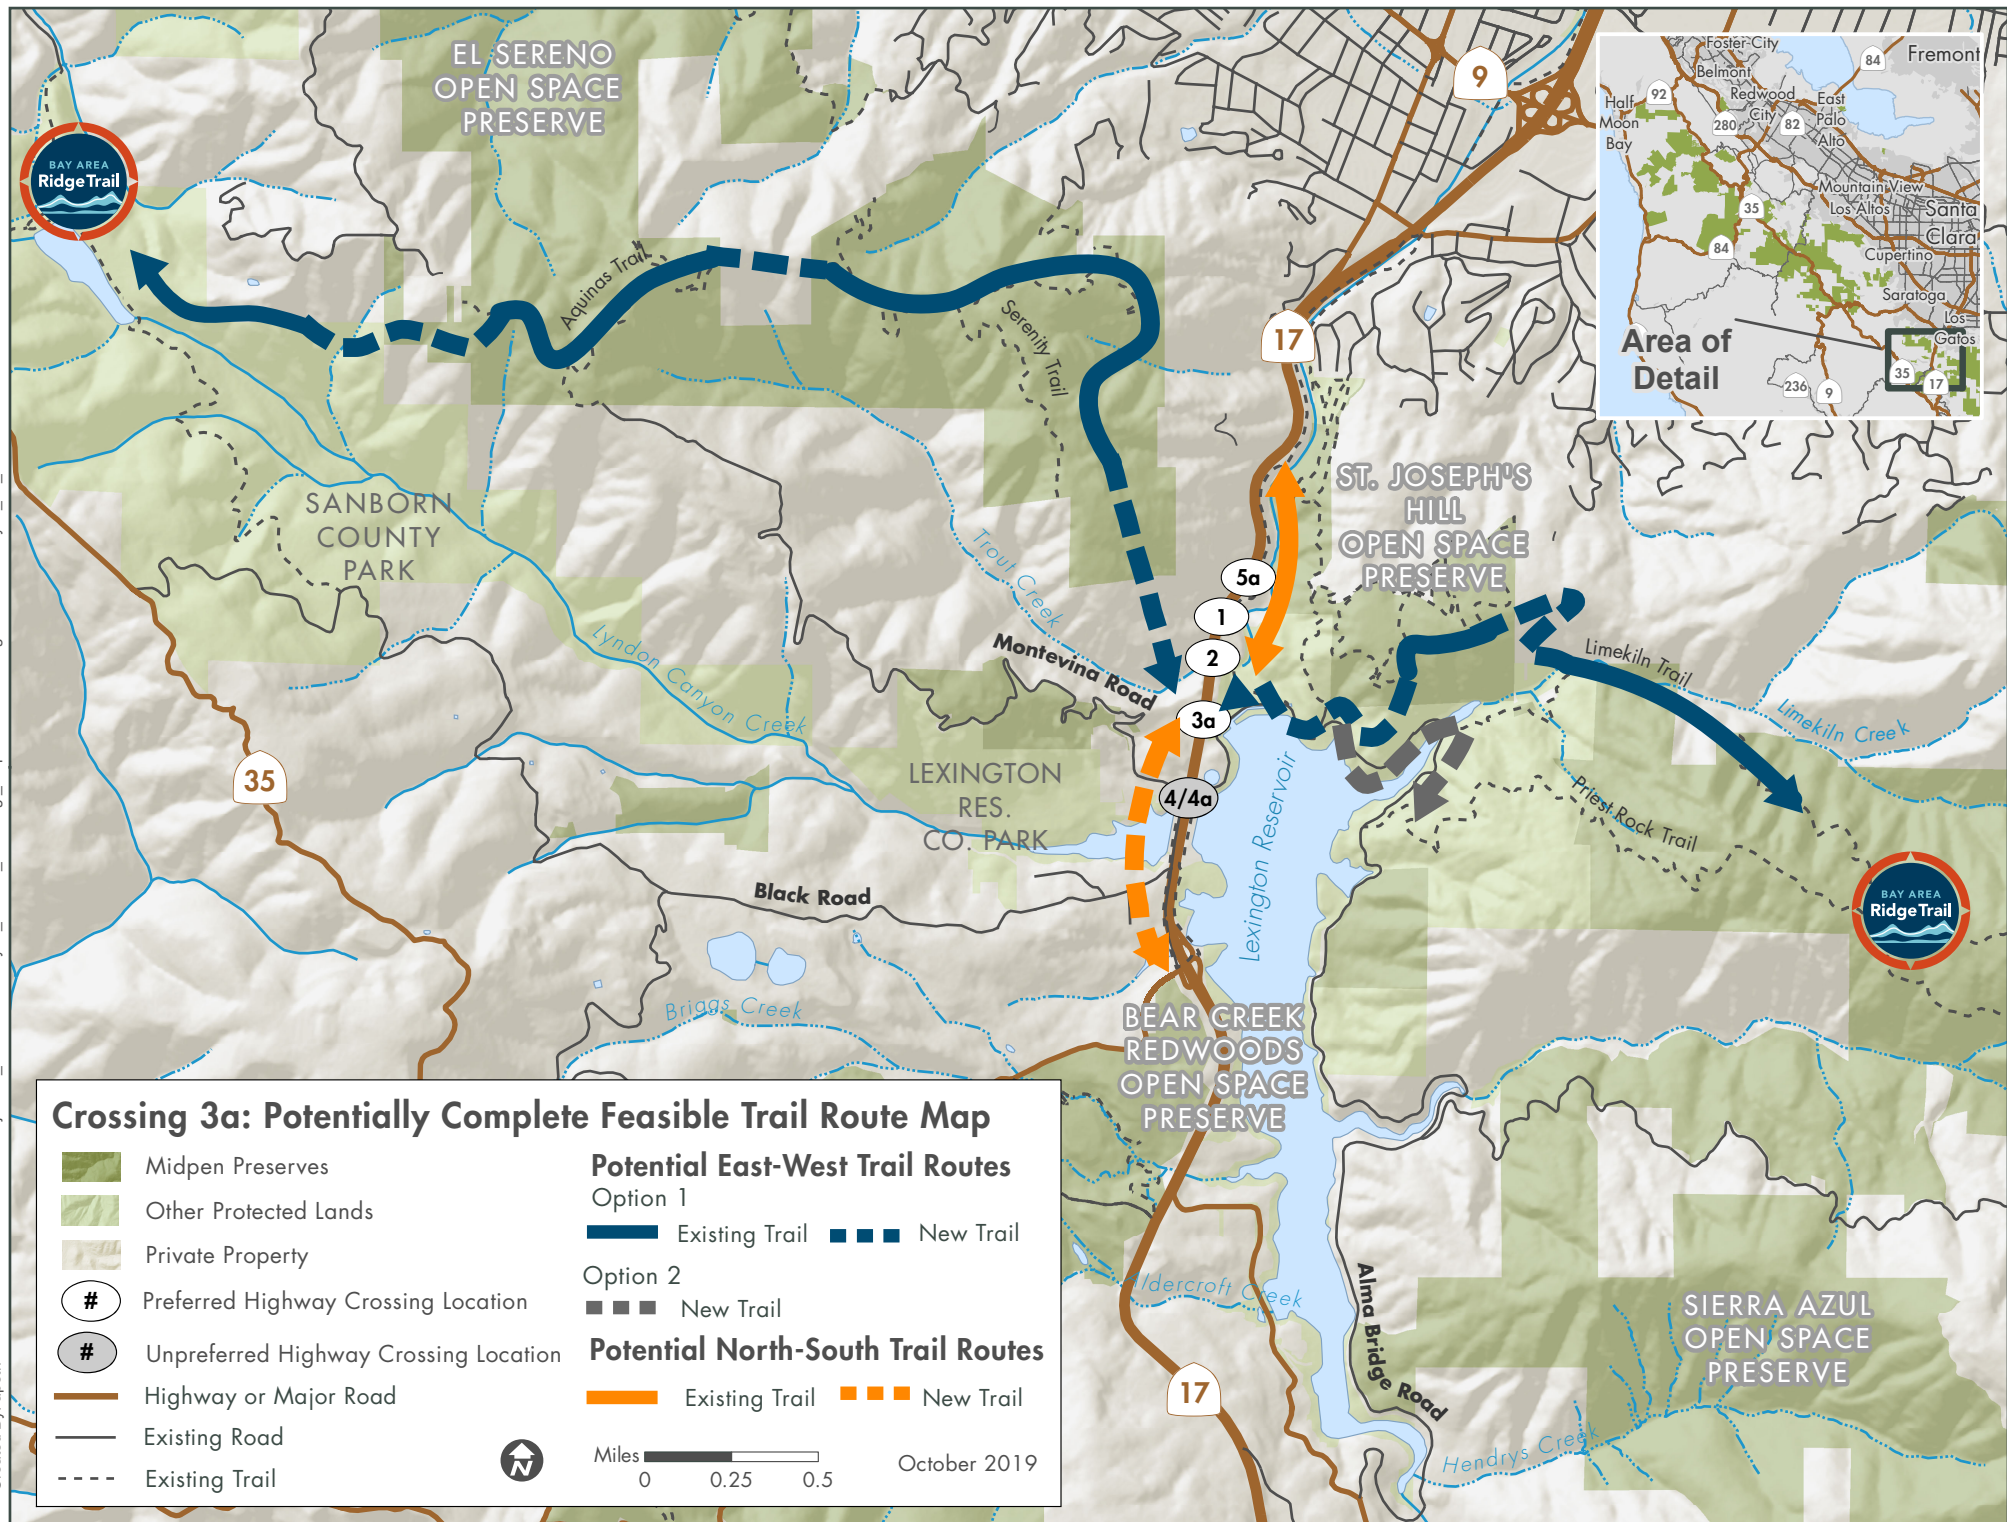 EL SERENO
OPEN SPACE
PRESERVE
BAY AREA
Ridge Trail
9
Foster City
Belmont
Redwood
City
East
Palo
Alto
Half
Moon
Bay
Fremont
84
92
280
82
Mountain View
Los Altos
Santa
Clara
35
84
Cupertino
Saratoga
Los
Gatos
Area of
Detail
236
9
35
17
Aquinas Trail
Serenity Trail
17
SANBORN
COUNTY
PARK
ST. JOSEPH'S
HILL
OPEN SPACE
PRESERVE
Trout Creek
5a
1
2
3a
4/4a
Lyndon Canyon Creek
Montevina Road
Limekiln Trail
Limekiln Creek
Priest Rock Trail
35
LEXINGTON
RES.
CO. PARK
Lexington Reservoir
Black Road
Briggs Creek
BAY AREA
Ridge Trail
BEAR CREEK
REDWOODS
OPEN SPACE
PRESERVE
Aldercroft Creek
Alma Bridge Road
17
SIERRA AZUL
OPEN SPACE
PRESERVE
Hendrys Creek
Crossing 3a: Potentially Complete Feasible Trail Route Map
Midpen Preserves
Other Protected Lands
Private Property
# Preferred Highway Crossing Location
# Unpreferred Highway Crossing Location
Highway or Major Road
Existing Road
Existing Trail
Potential East-West Trail Routes
Option 1
Existing Trail New Trail
Option 2
New Trail
Potential North-South Trail Routes
Existing Trail New Trail
N
Miles
0 0.25 0.5
October 2019